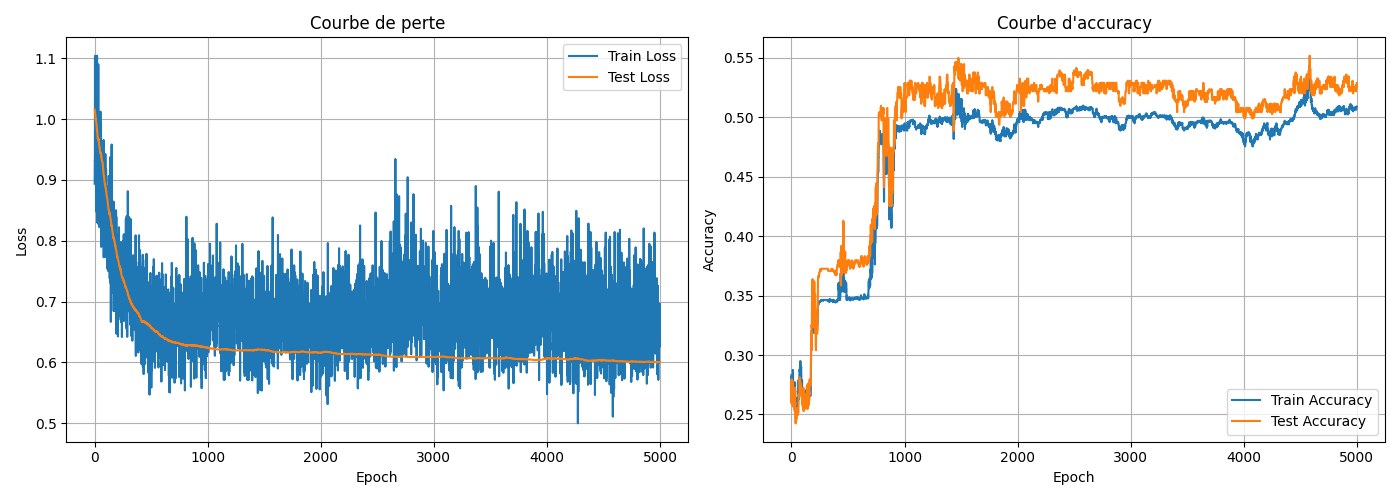 Courbe de perte
Loss
1.1
1.0
0.9
0.8
0.7
0.6
0.5
Train Loss
Test Loss
0 1000 2000 3000 4000 5000
Epoch
Courbe d'accuracy
Accuracy
0.55
0.50
0.45
0.40
0.35
0.30
0.25
Train Accuracy
Test Accuracy
0 1000 2000 3000 4000 5000
Epoch